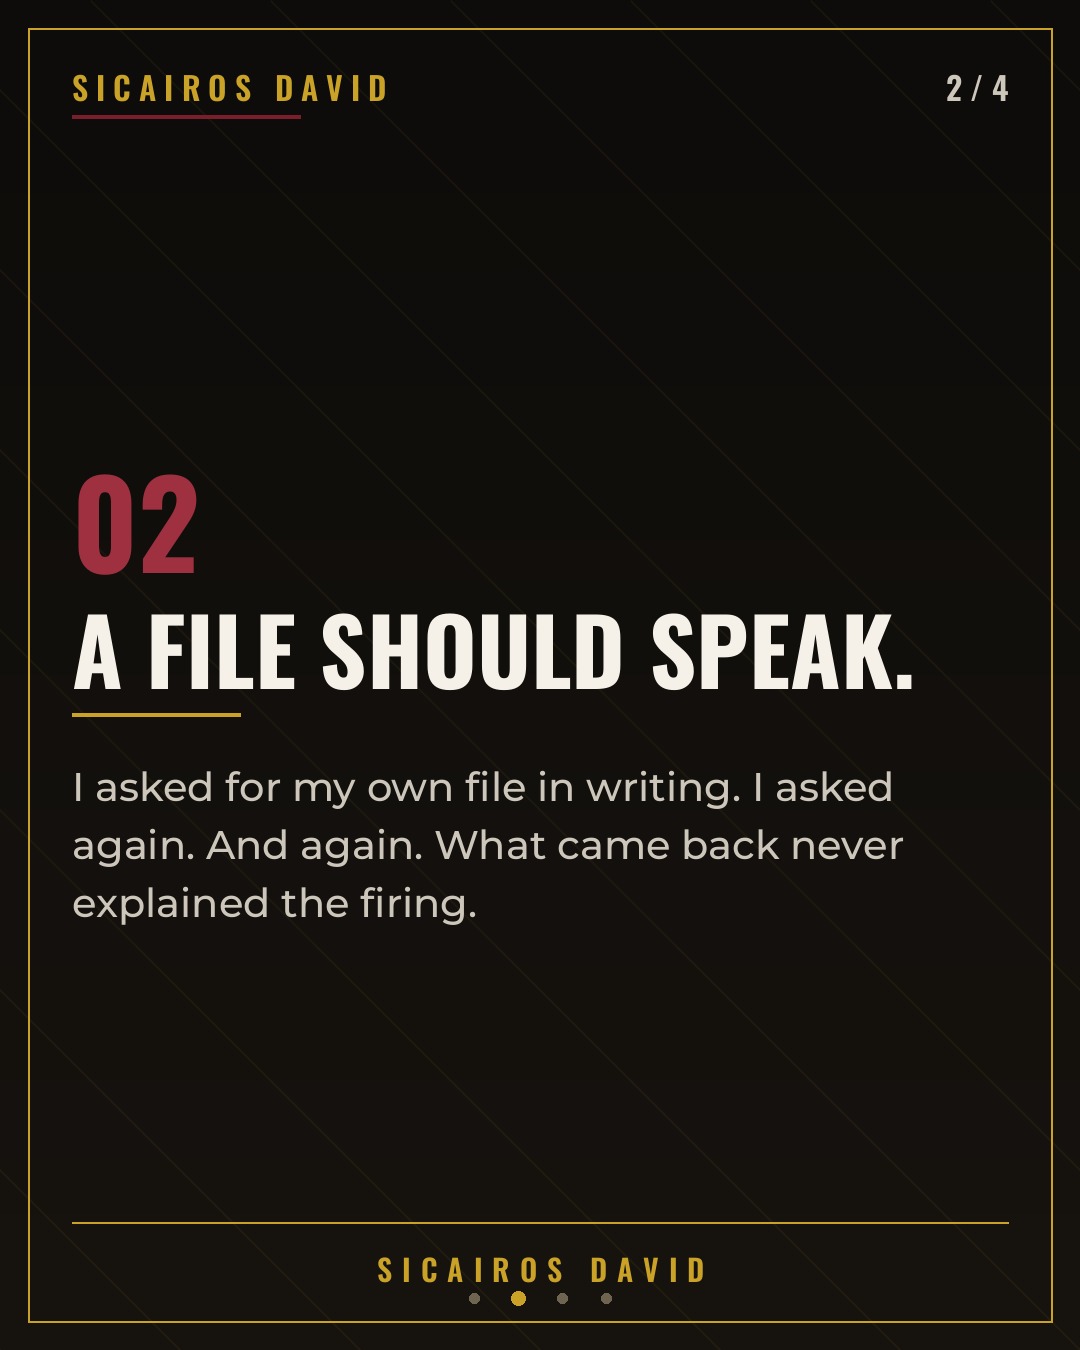 SICAIROS DAVID
2 / 4
02
A FILE SHOULD SPEAK.
I asked for my own file in writing. I asked
again. And again. What came back never
explained the firing.
SICAIROS DAVID